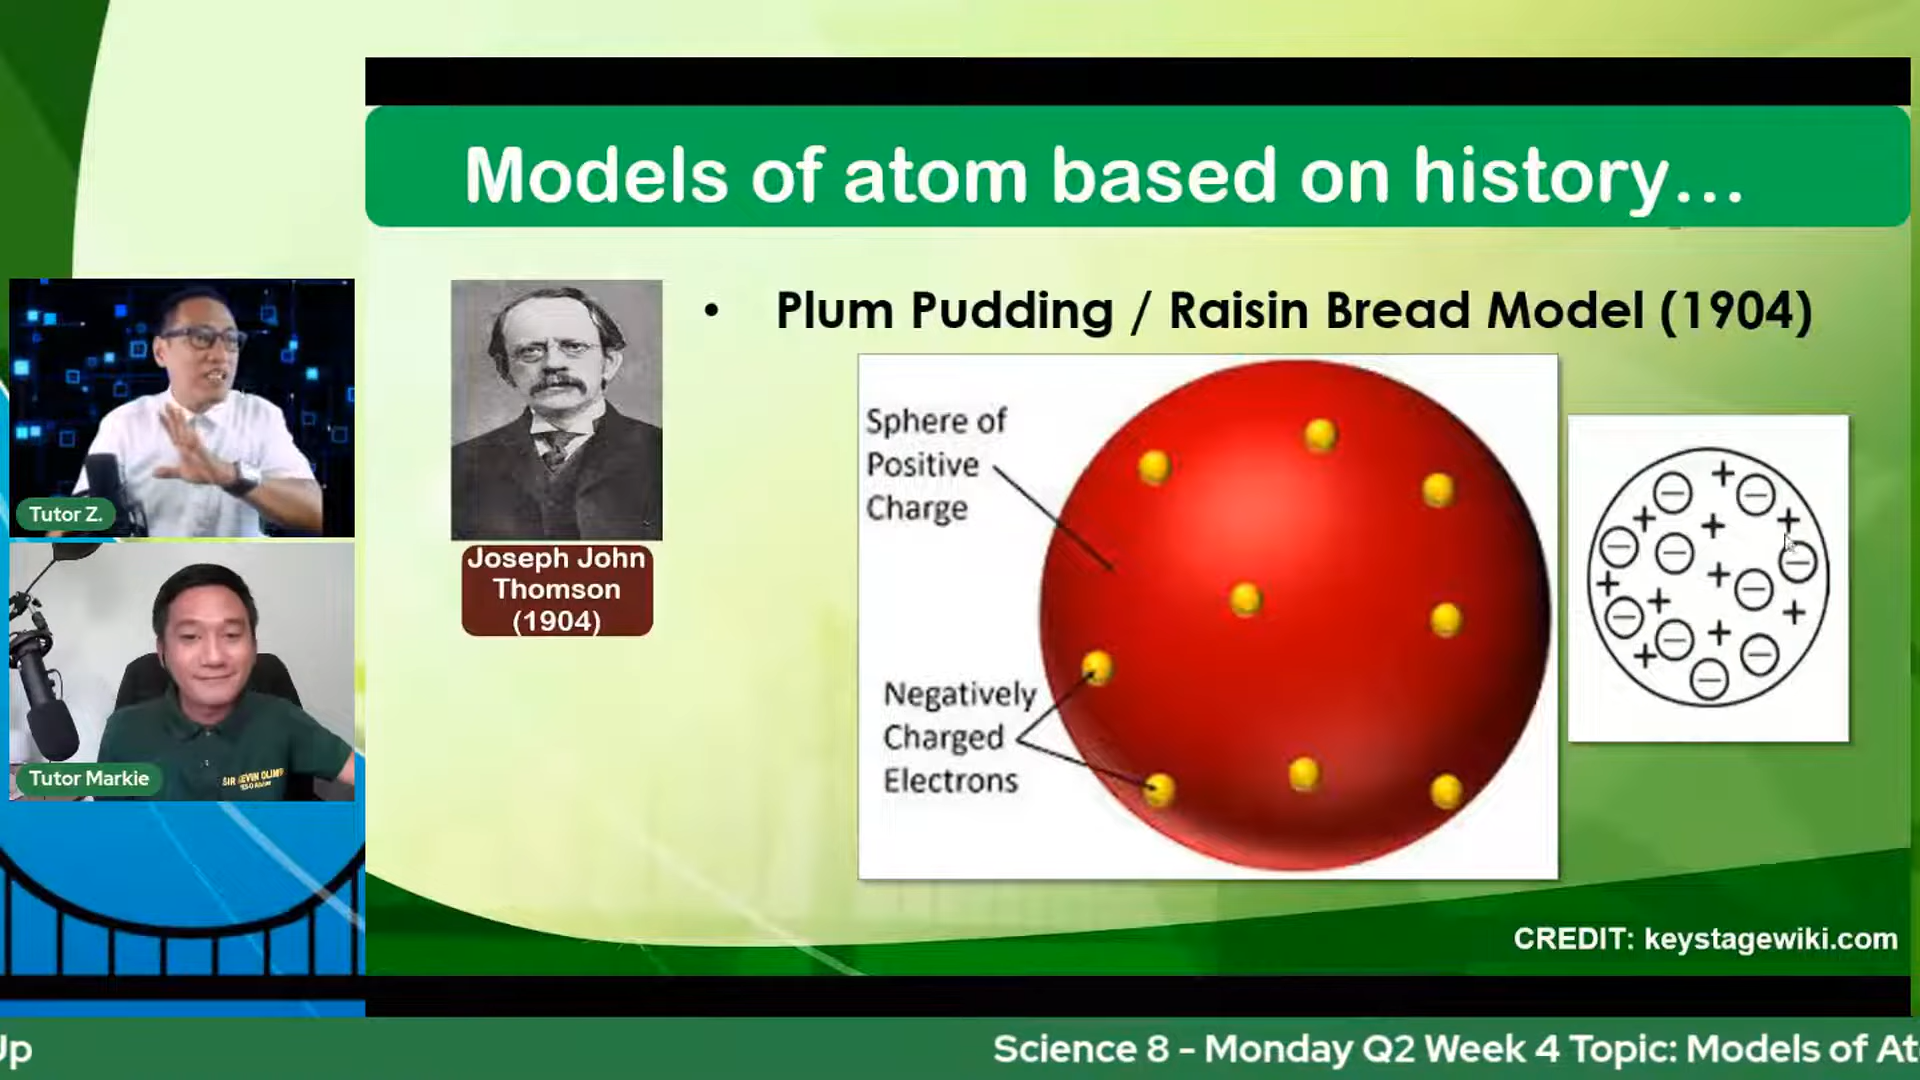 Models of atom based on history...
• Plum Pudding / Raisin Bread Model (1904)
Joseph John
Thomson
(1904)
Sphere of
Positive
Charge
Negatively
Charged
Electrons
Tutor Z.
Tutor Markie
CREDIT: keystagewiki.com
Up
Science 8 - Monday Q2 Week 4 Topic: Models of At